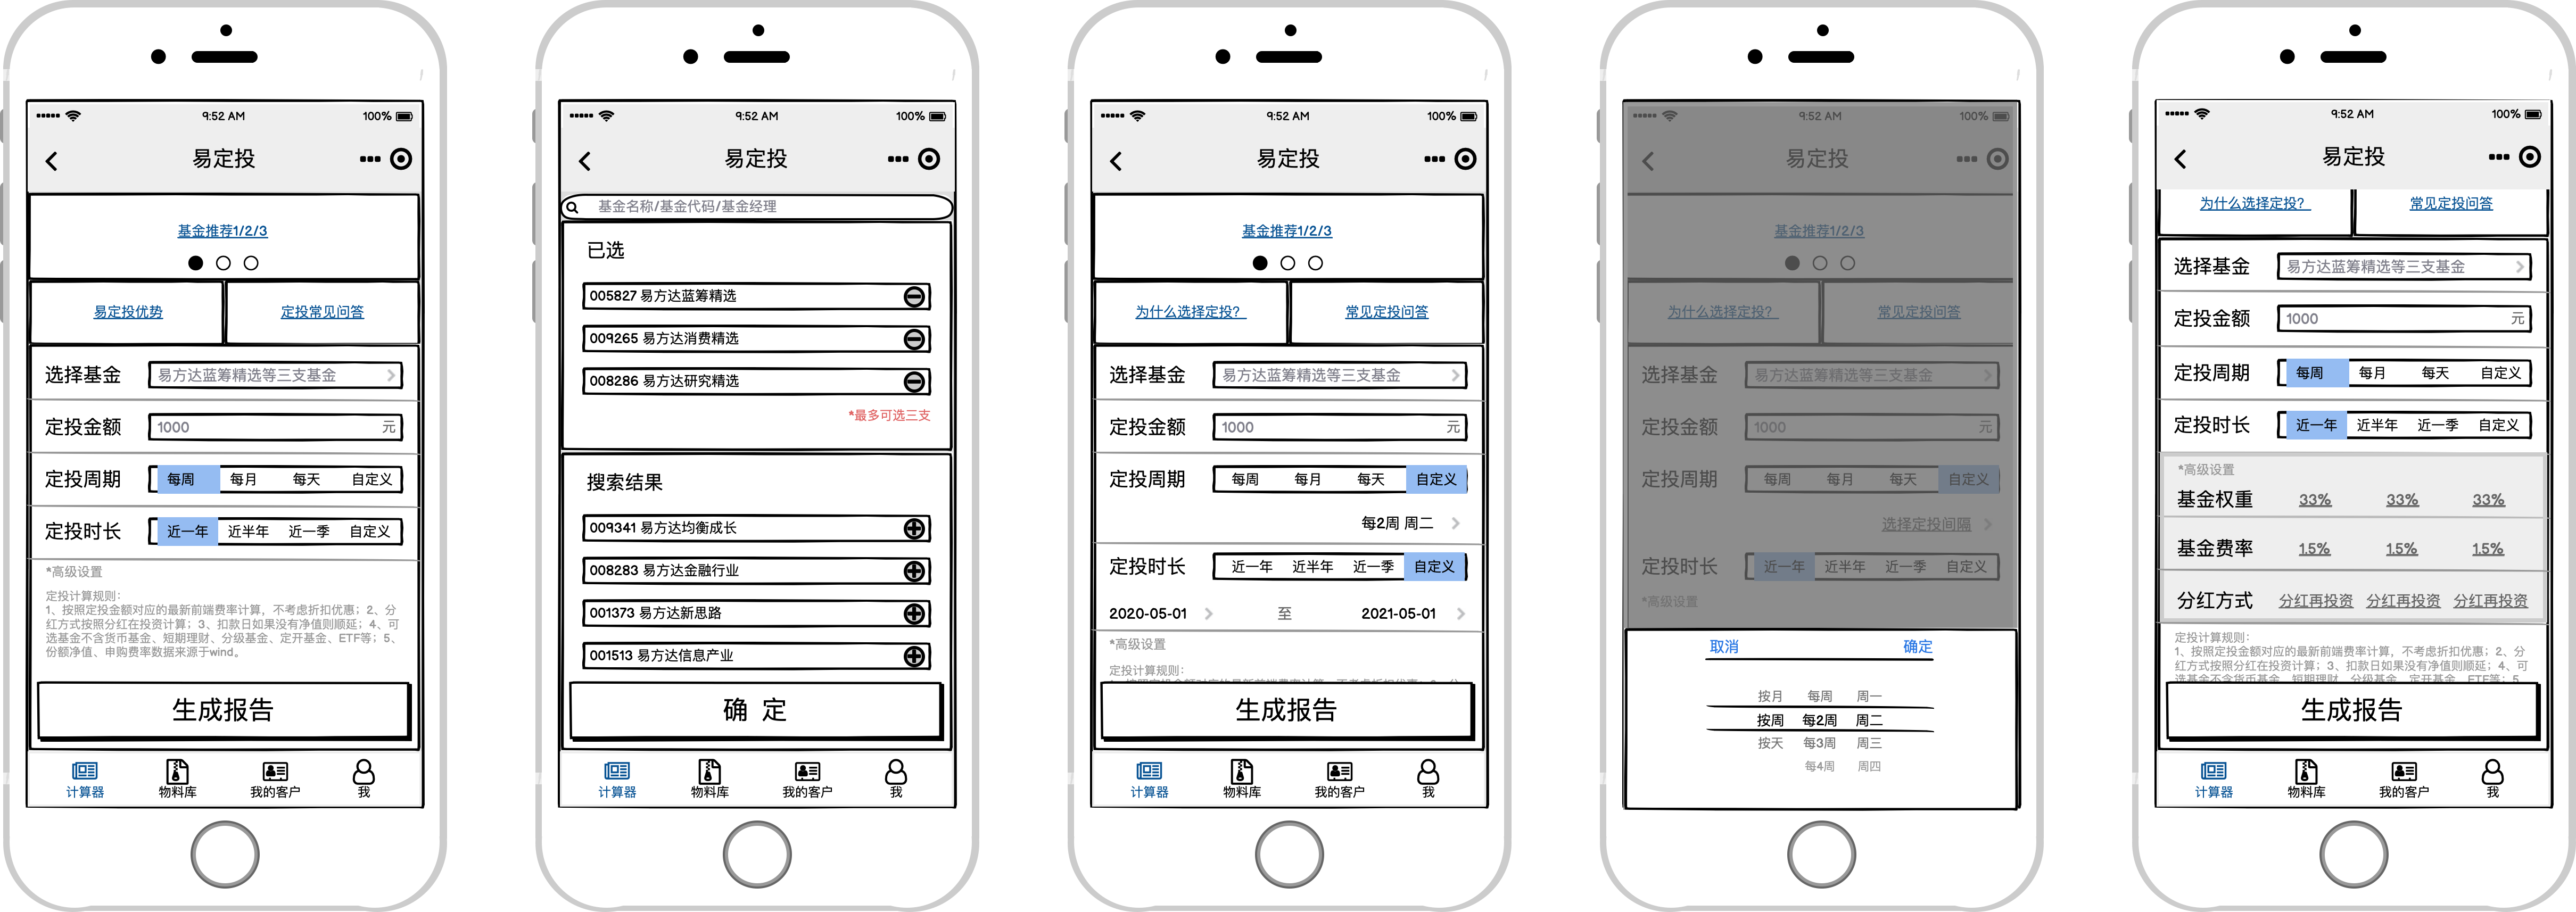 9:52 AM 100%
易定投
基金推荐1/2/3
易定投优势 定投常见问答
选择基金 易方达蓝筹精选等三支基金
定投金额 1000 元
定投周期 每周 每月 每天 自定义
定投时长 近一年 近半年 近一季 自定义
*高级设置
定投计算规则:
1、按照定投金额对应的最新前端费率计算，不考虑折扣优惠；2、分
红方式按照分红在投资计算；3、扣款日如果没有净值则顺延；4、可
选基金不含货币基金、短期理财、分级基金、定开基金、ETF等；5、
份额净值、申购费率数据来源于wind。
生成报告
计算器 物料库 我的客户 我
9:52 AM 100%
易定投
基金名称/基金代码/基金经理
已选
005827 易方达蓝筹精选
009265 易方达消费精选
008286 易方达研究精选
*最多可选三支
搜索结果
009341 易方达均衡成长
008283 易方达金融行业
001373 易方达新思路
001513 易方达信息产业
确 定
计算器 物料库 我的客户 我
9:52 AM 100%
易定投
基金推荐1/2/3
为什么选择定投? 常见定投问答
选择基金 易方达蓝筹精选等三支基金
定投金额 1000 元
定投周期 每周 每月 每天 自定义
每2周 周二
定投时长 近一年 近半年 近一季 自定义
2020-05-01 至 2021-05-01
*高级设置
定投计算规则:
生成报告
计算器 物料库 我的客户 我
9:52 AM 100%
易定投
基金推荐1/2/3
为什么选择定投? 常见定投问答
选择基金 易方达蓝筹精选等三支基金
定投金额 1000 元
定投周期 每周 每月 每天 自定义
选择定投间隔
定投时长 近一年 近半年 近一季 自定义
*高级设置
取消 确定
按月 每周 周一
按周 每2周 周二
按天 每3周 周三
每4周 周四
9:52 AM 100%
易定投
为什么选择定投? 常见定投问答
选择基金 易方达蓝筹精选等三支基金
定投金额 1000 元
定投周期 每周 每月 每天 自定义
定投时长 近一年 近半年 近一季 自定义
*高级设置
基金权重 33% 33% 33%
基金费率 1.5% 1.5% 1.5%
分红方式 分红再投资 分红再投资 分红再投资
定投计算规则:
1、按照定投金额对应的最新前端费率计算，不考虑折扣优惠；2、分
红方式按照分红在投资计算；3、扣款日如果没有净值则顺延；4、可
选基金不含货币基金、短期理财、分级基金、定开基金、ETF等；5、
生成报告
计算器 物料库 我的客户 我